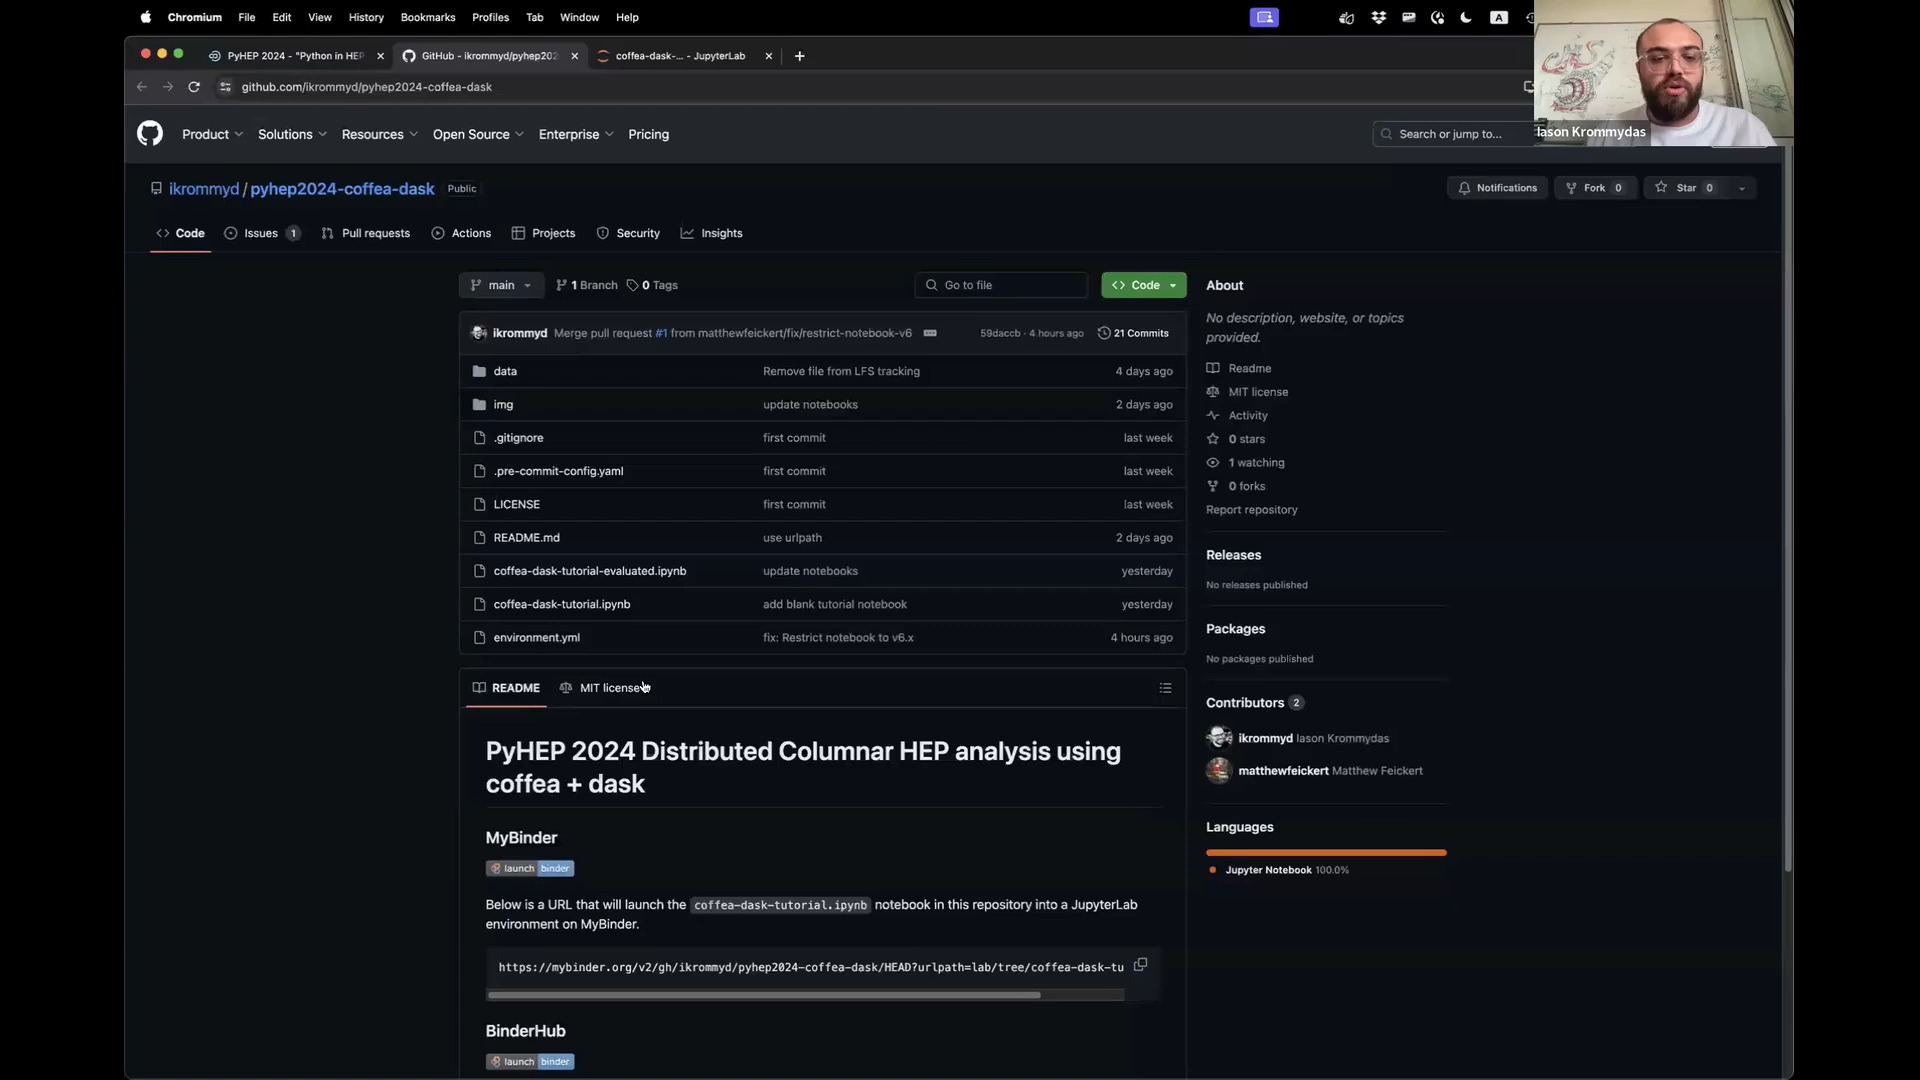 Chromium File Edit View History Bookmarks Profiles Tab Window Help
A
PyHEP 2024 - "Python in HEP
GitHub - ikrommyd/pyhep202
coffea-dask-... - JupyterLab
github.com/ikrommyd/pyhep2024-coffea-dask
Product Solutions Resources Open Source Enterprise Pricing
Search or jump to...
Iason Krommydas
ikrommyd / pyhep2024-coffea-dask Public
Notifications
Fork 0
Star 0
Code
Issues 1
Pull requests
Actions
Projects
Security
Insights
main
1 Branch
0 Tags
Go to file
Code
ikrommyd Merge pull request #1 from matthewfeickert/fix/restrict-notebook-v6
59daccb · 4 hours ago
21 Commits
data Remove file from LFS tracking 4 days ago
img update notebooks 2 days ago
.gitignore first commit last week
.pre-commit-config.yaml first commit last week
LICENSE first commit last week
README.md use urlpath 2 days ago
coffea-dask-tutorial-evaluated.ipynb update notebooks yesterday
coffea-dask-tutorial.ipynb add blank tutorial notebook yesterday
environment.yml fix: Restrict notebook to v6.x 4 hours ago
README
MIT license
PyHEP 2024 Distributed Columnar HEP analysis using
coffea + dask
MyBinder
launch binder
Below is a URL that will launch the coffea-dask-tutorial.ipynb notebook in this repository into a JupyterLab
environment on MyBinder.
https://mybinder.org/v2/gh/ikrommyd/pyhep2024-coffea-dask/HEAD?urlpath=lab/tree/coffea-dask-tu
BinderHub
launch binder
About
No description, website, or topics
provided.
Readme
MIT license
Activity
0 stars
1 watching
0 forks
Report repository
Releases
No releases published
Packages
No packages published
Contributors 2
ikrommyd Iason Krommydas
matthewfeickert Matthew Feickert
Languages
Jupyter Notebook 100.0%